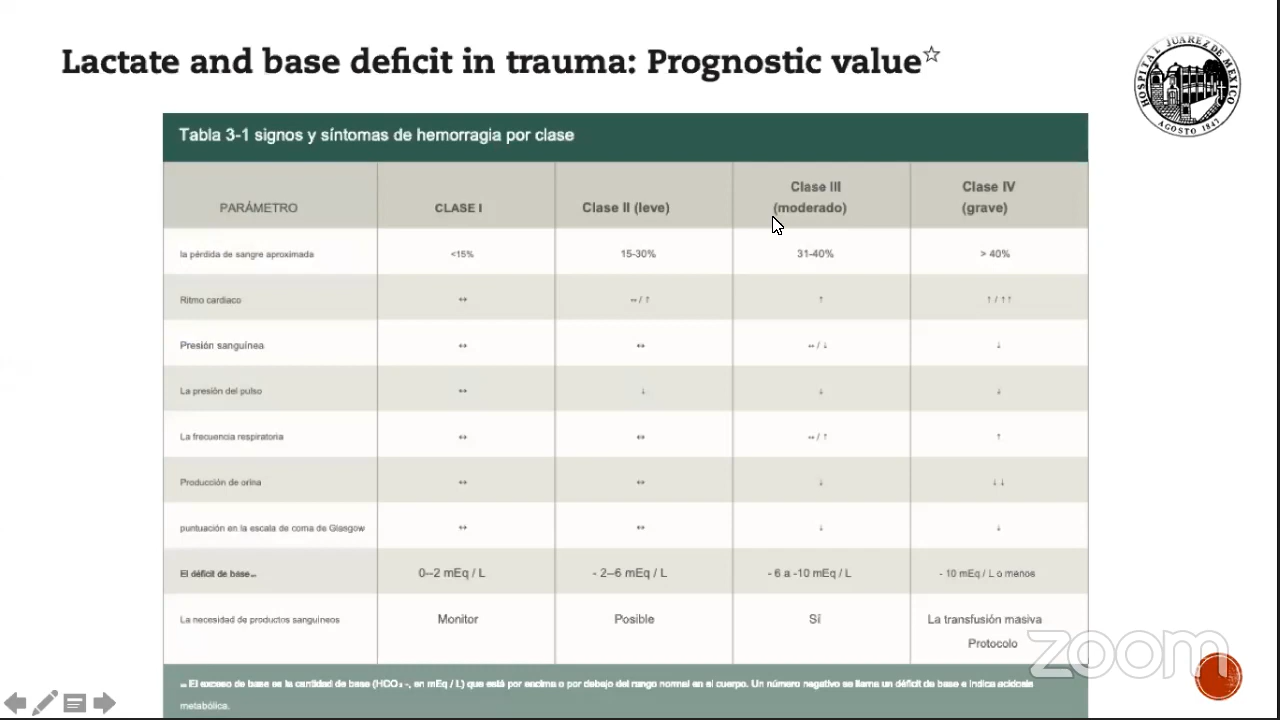 Lactate and base deficit in trauma: Prognostic value☆
HOSPITAL JUAREZ DE MEXICO
AGOSTO 1847
Tabla 3-1 signos y síntomas de hemorragia por clase
PARÁMETRO CLASE I Clase II (leve) Clase III (moderado) Clase IV (grave)
la pérdida de sangre aproximada <15% 15-30% 31-40% > 40%
Ritmo cardiaco ↔ ↔/↑ ↑ ↑/↑↑
Presión sanguínea ↔ ↔ ↔/↓ ↓
La presión del pulso ↔ ↓ ↓ ↓
La frecuencia respiratoria ↔ ↔ ↔/↑ ↑
Producción de orina ↔ ↔ ↓ ↓↓
puntuación en la escala de coma de Glasgow ↔ ↔ ↓ ↓
El déficit de base 0--2 mEq / L - 2–6 mEq / L - 6 a -10 mEq / L - 10 mEq / L o menos
La necesidad de productos sanguíneos Monitor Posible Sí La transfusión masiva
Protocolo
El exceso de base es la cantidad de base (HCO₃-, en mEq / L) que está por encima o por debajo del rango normal en el cuerpo. Un número negativo se llama un déficit de base e indica acidosis
metabólica.
zoom